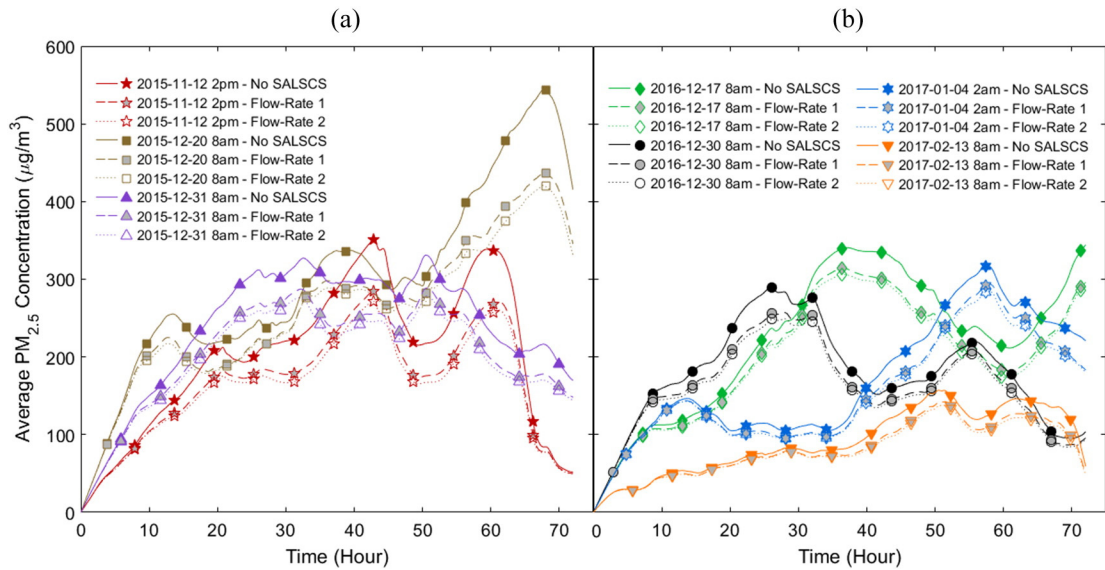 (a)
(b)
Average PM2.5 Concentration (μg/m3)
600
500
400
300
200
100
0
2015-11-12 2pm - No SALSCS
2015-11-12 2pm - Flow-Rate 1
2015-11-12 2pm - Flow-Rate 2
2015-12-20 8am - No SALSCS
2015-12-20 8am - Flow-Rate 1
2015-12-20 8am - Flow-Rate 2
2015-12-31 8am - No SALSCS
2015-12-31 8am - Flow-Rate 1
2015-12-31 8am - Flow-Rate 2
0 10 20 30 40 50 60 70
Time (Hour)
2016-12-17 8am - No SALSCS
2016-12-17 8am - Flow-Rate 1
2016-12-17 8am - Flow-Rate 2
2016-12-30 8am - No SALSCS
2016-12-30 8am - Flow-Rate 1
2016-12-30 8am - Flow-Rate 2
2017-01-04 2am - No SALSCS
2017-01-04 2am - Flow-Rate 1
2017-01-04 2am - Flow-Rate 2
2017-02-13 8am - No SALSCS
2017-02-13 8am - Flow-Rate 1
2017-02-13 8am - Flow-Rate 2
0 10 20 30 40 50 60 70
Time (Hour)